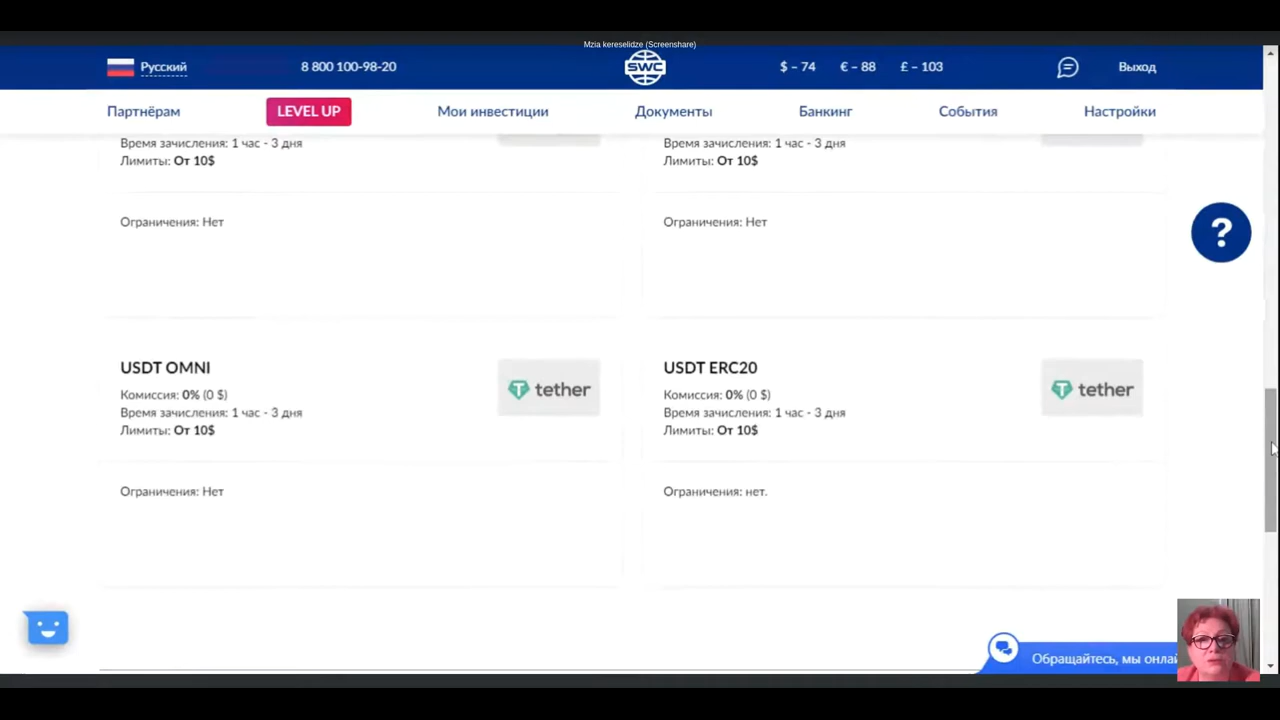 Mzia kereselidze (Screenshare)
Русский
8 800 100-98-20
SWC
$ – 74 € – 88 £ – 103
Выход
Партнёрам
LEVEL UP
Мои инвестиции
Документы
Банкинг
События
Настройки
Время зачисления: 1 час - 3 дня
Лимиты: От 10$
Ограничения: Нет
Время зачисления: 1 час - 3 дня
Лимиты: От 10$
Ограничения: Нет
?
USDT OMNI
tether
Комиссия: 0% (0 $)
Время зачисления: 1 час - 3 дня
Лимиты: От 10$
Ограничения: Нет
USDT ERC20
tether
Комиссия: 0% (0 $)
Время зачисления: 1 час - 3 дня
Лимиты: От 10$
Ограничения: нет.
Обращайтесь, мы